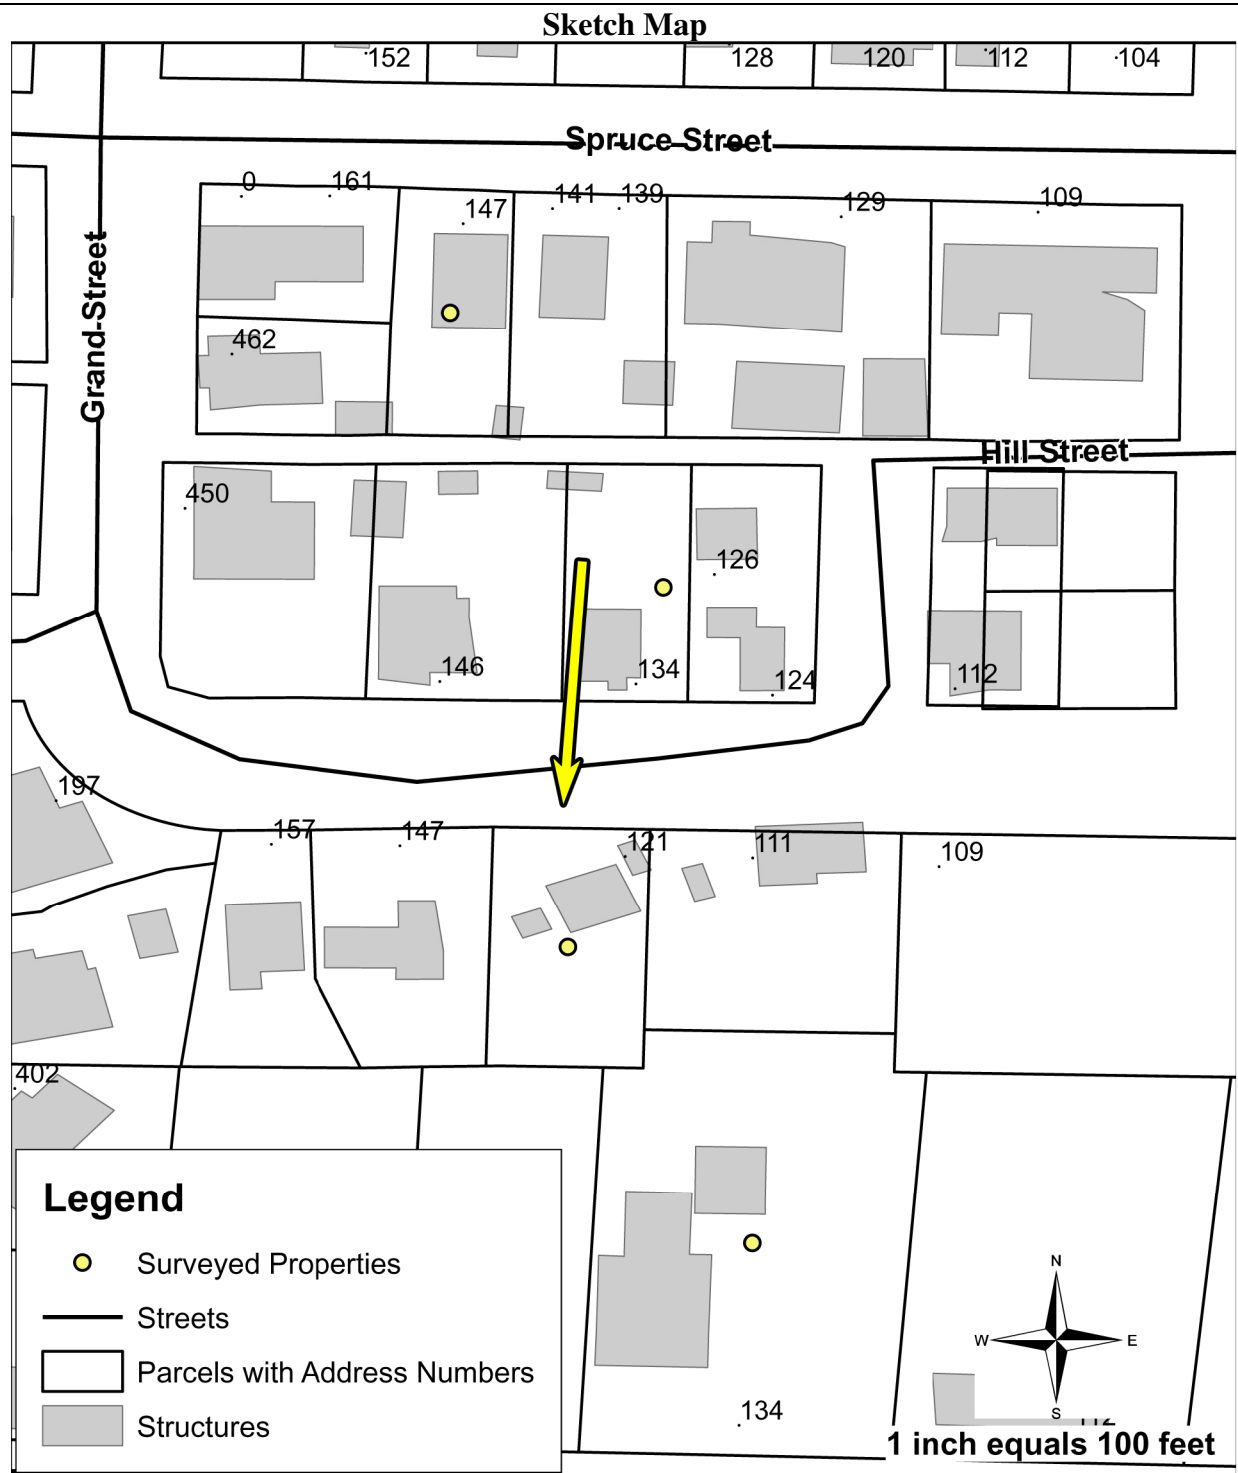 Sketch Map
152
128
120
112
104
Spruce Street
0
161
147
141
139
129
109
Grand Street
462
Hill Street
450
126
146
134
124
112
197
157
147
121
111
109
402
Legend
Surveyed Properties
Streets
Parcels with Address Numbers
Structures
N
W
E
S
134
1 inch equals 100 feet